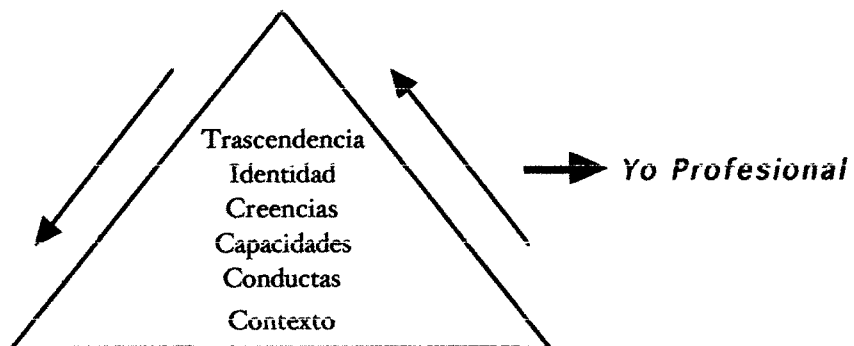 Trascendencia
Identidad
Creencias
Capacidades
Conductas
Contexto
Yo Profesional